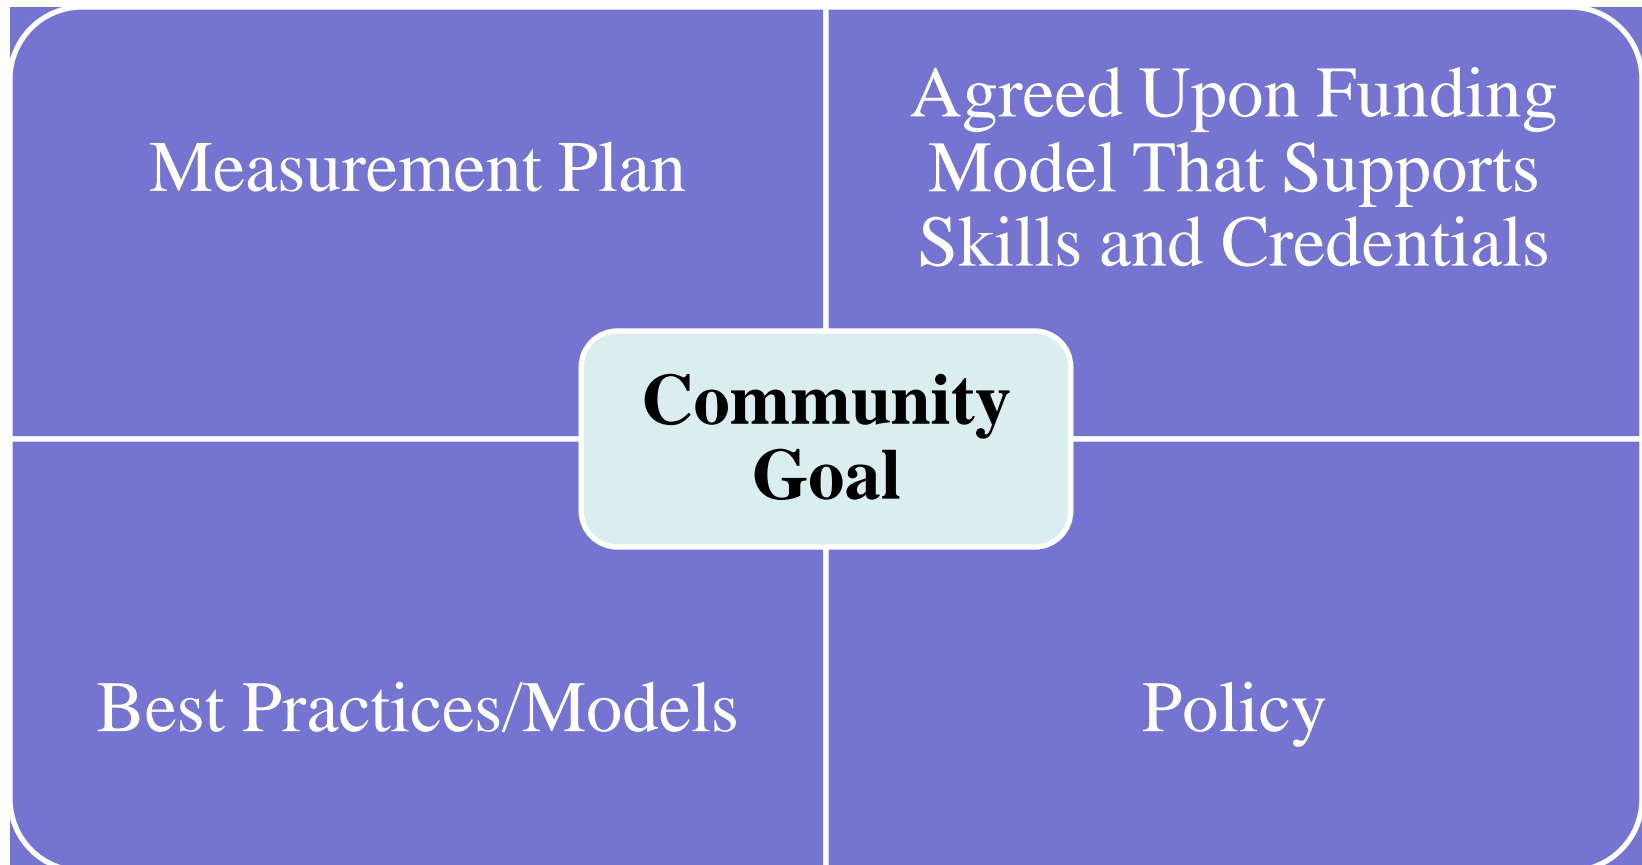 Measurement Plan
Agreed Upon Funding
Model That Supports
Skills and Credentials
Community
Goal
Best Practices/Models
Policy